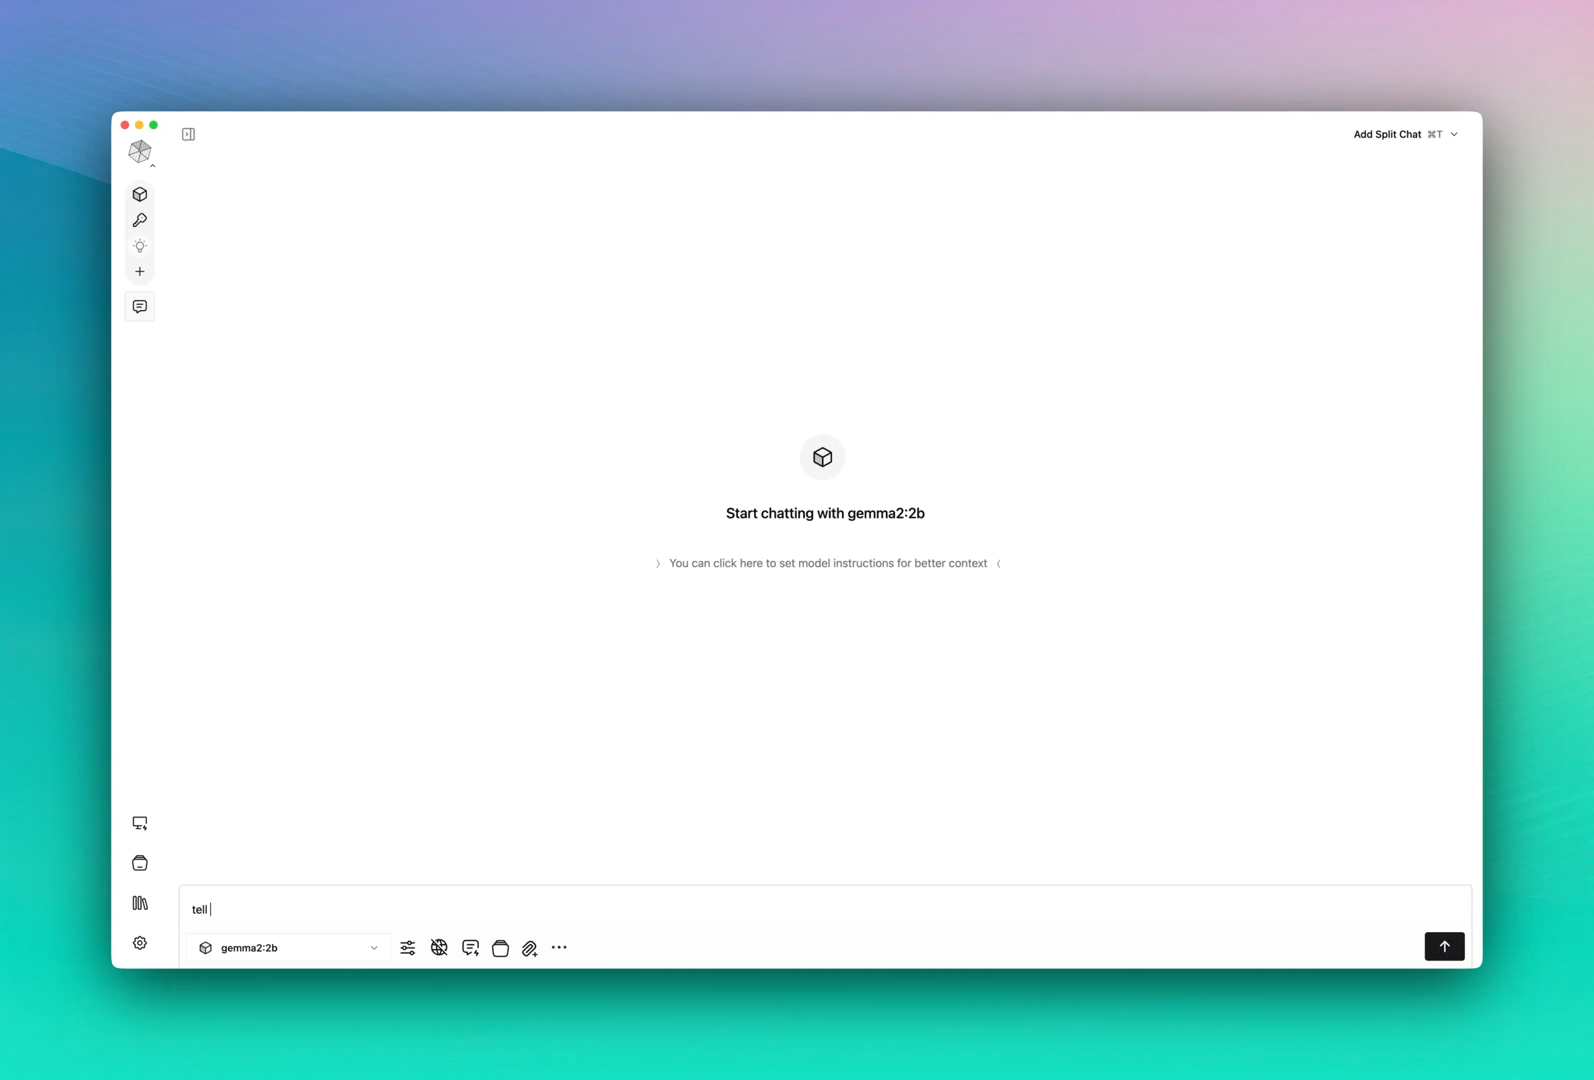 Add Split Chat ⌘T
Start chatting with gemma2:2b
You can click here to set model instructions for better context
tell
gemma2:2b